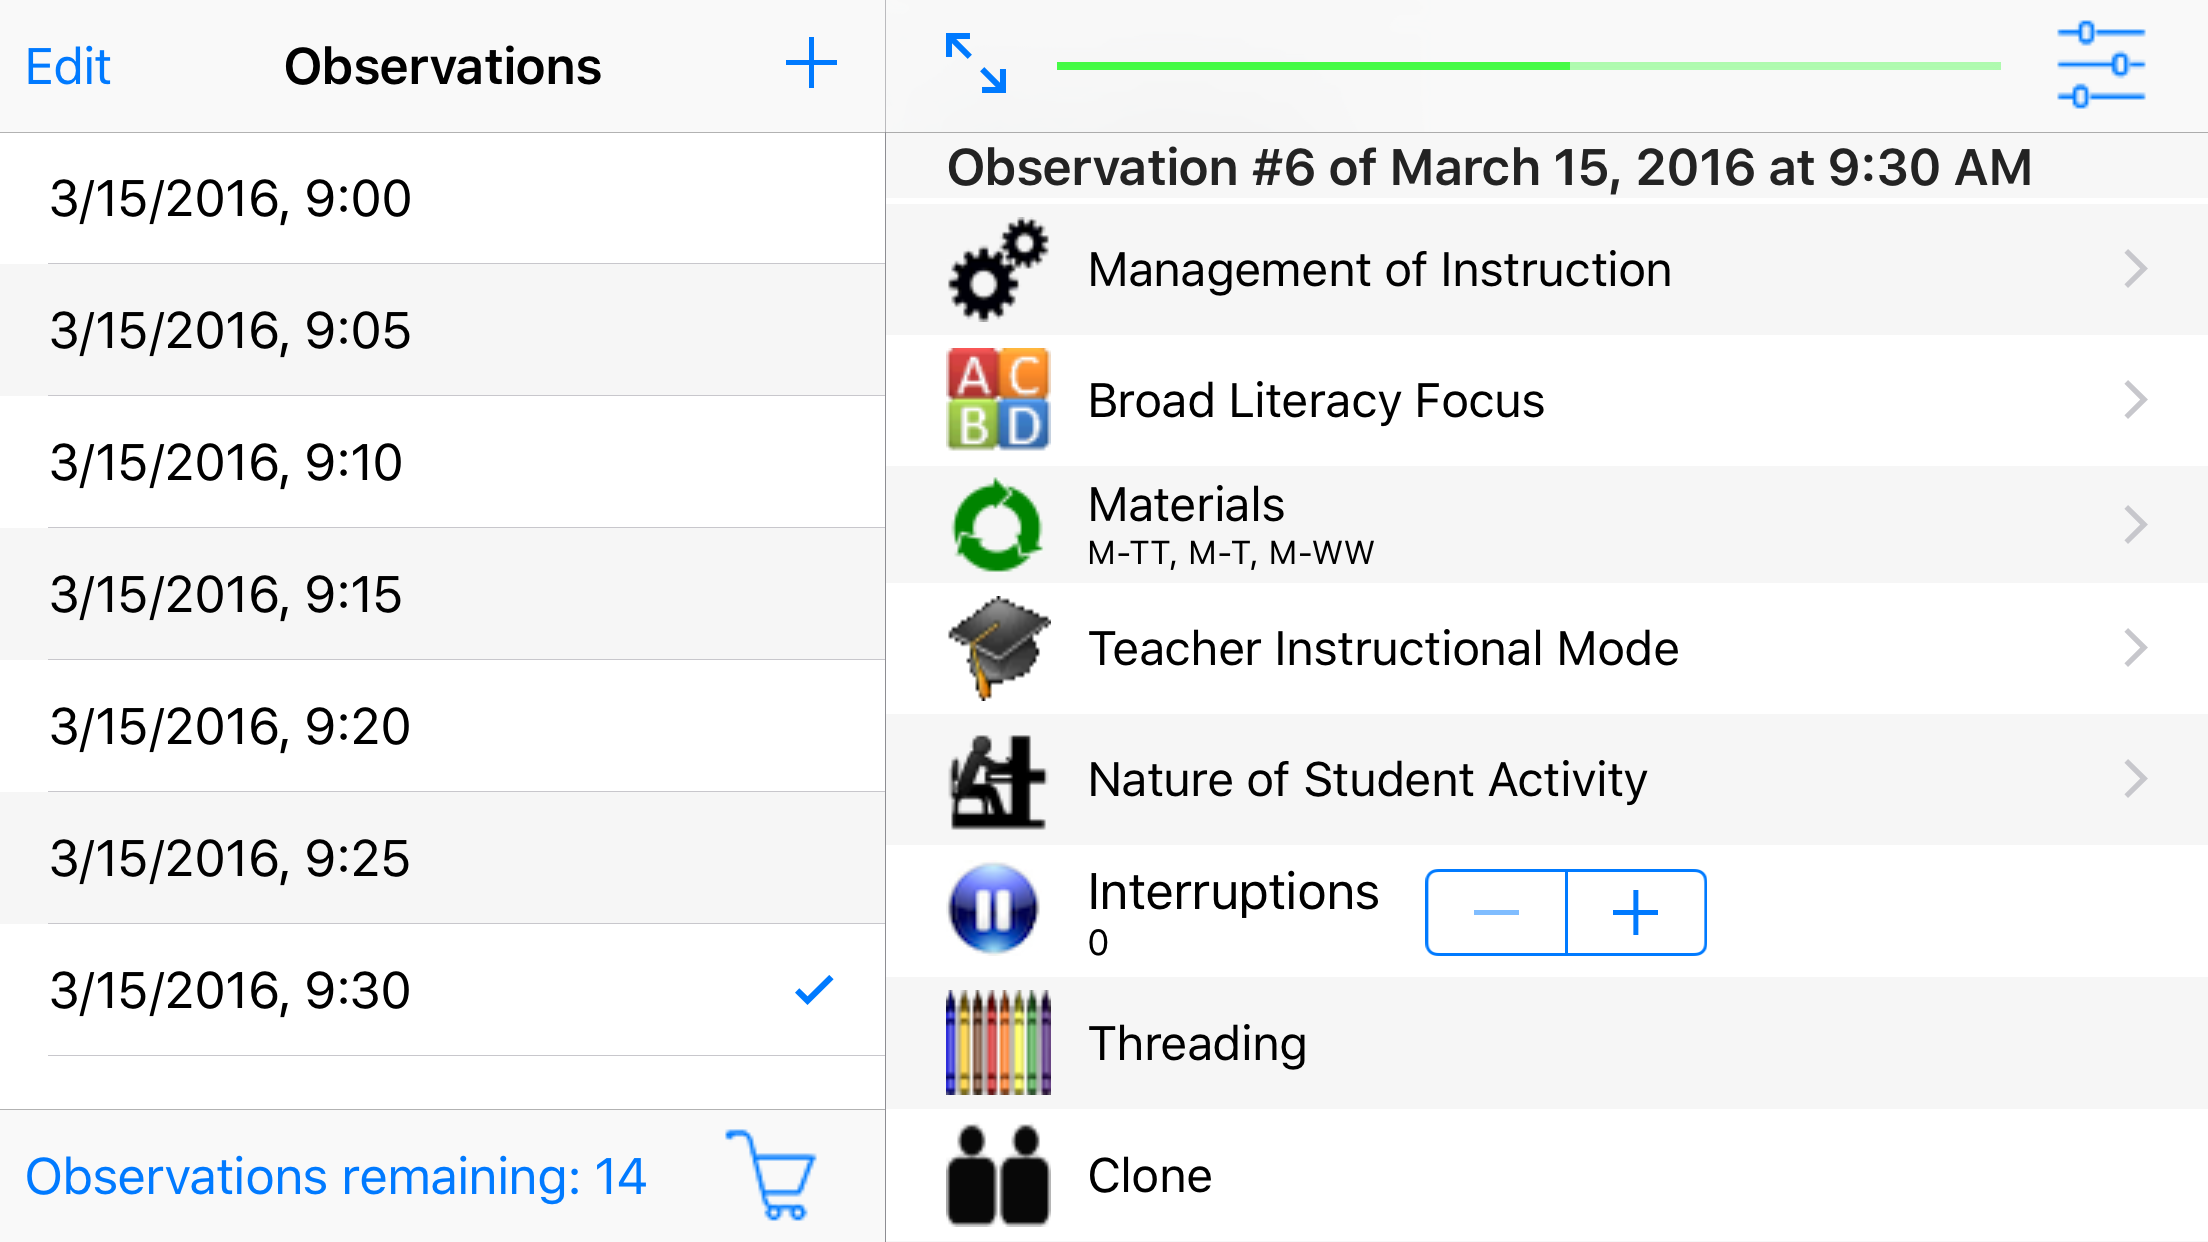 Edit
Observations
3/15/2016, 9:00
3/15/2016, 9:05
3/15/2016, 9:10
3/15/2016, 9:15
3/15/2016, 9:20
3/15/2016, 9:25
3/15/2016, 9:30
Observations remaining: 14
Observation #6 of March 15, 2016 at 9:30 AM
Management of Instruction
A C
B D
Broad Literacy Focus
Materials
M-TT, M-T, M-WW
Teacher Instructional Mode
Nature of Student Activity
Interruptions
0
Threading
Clone